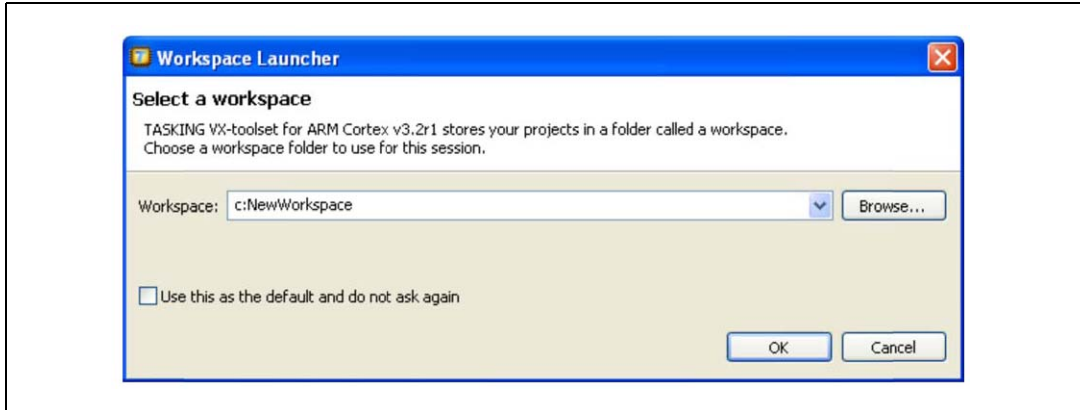 Workspace Launcher
Select a workspace
TASKING VX-toolset for ARM Cortex v3.2r1 stores your projects in a folder called a workspace.
Choose a workspace folder to use for this session.
Workspace: c:NewWorkspace Browse...
Use this as the default and do not ask again
OK Cancel